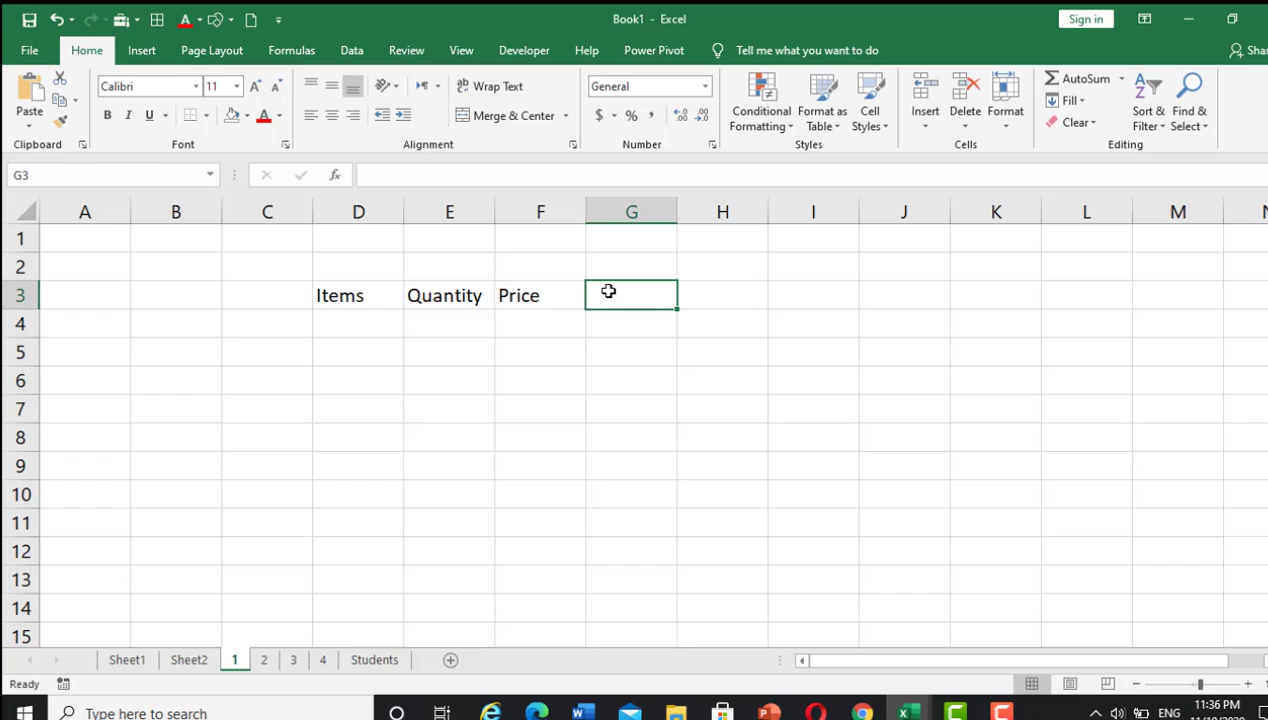 Book1 - Excel
Sign in
File Home Insert Page Layout Formulas Data Review View Developer Help Power Pivot Tell me what you want to do
Paste
Clipboard
Calibri 11
B I U
Font
Wrap Text
Merge & Center
Alignment
General
$ % ,
Number
Conditional Formatting
Format as Table
Cell Styles
Styles
Insert Delete Format
Cells
AutoSum
Fill
Clear
Sort & Filter
Find & Select
Editing
G3 fx
A B C D E F G H I J K L M
1
2
3 Items Quantity Price
4
5
6
7
8
9
10
11
12
13
14
15
Sheet1 Sheet2 1 2 3 4 Students
Ready
Type here to search
ENG
11:36 PM